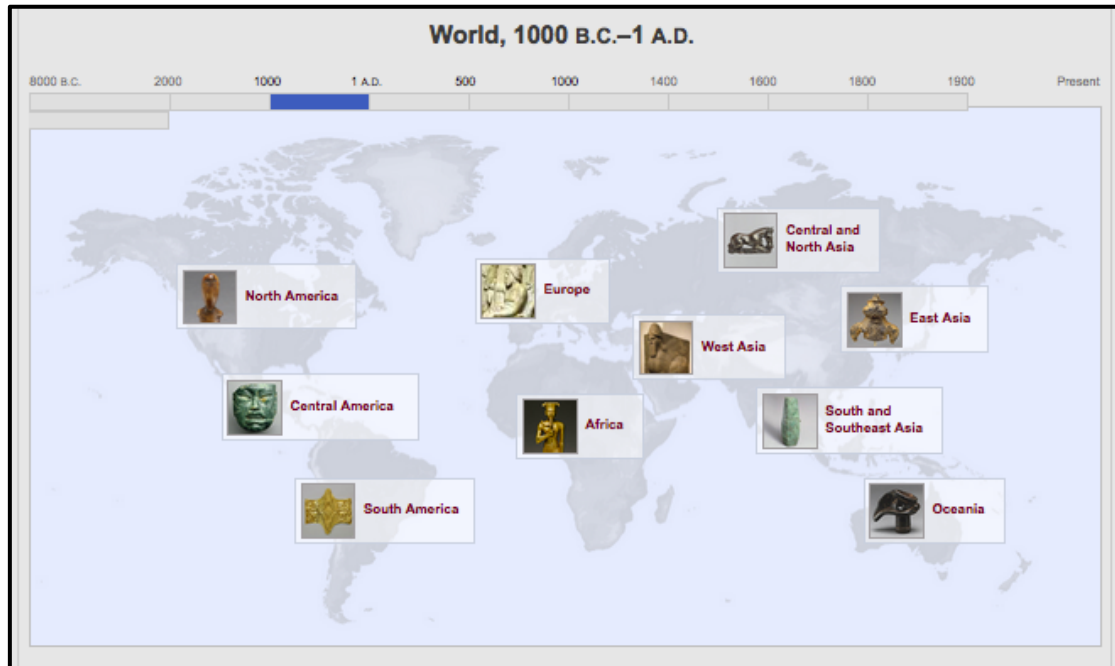 World, 1000 B.C.–1 A.D.
8000 B.C. 2000 1000 1 A.D. 500 1000 1400 1600 1800 1900 Present
Central and
North Asia
North America
Europe
East Asia
West Asia
Central America
Africa
South and
Southeast Asia
South America
Oceania